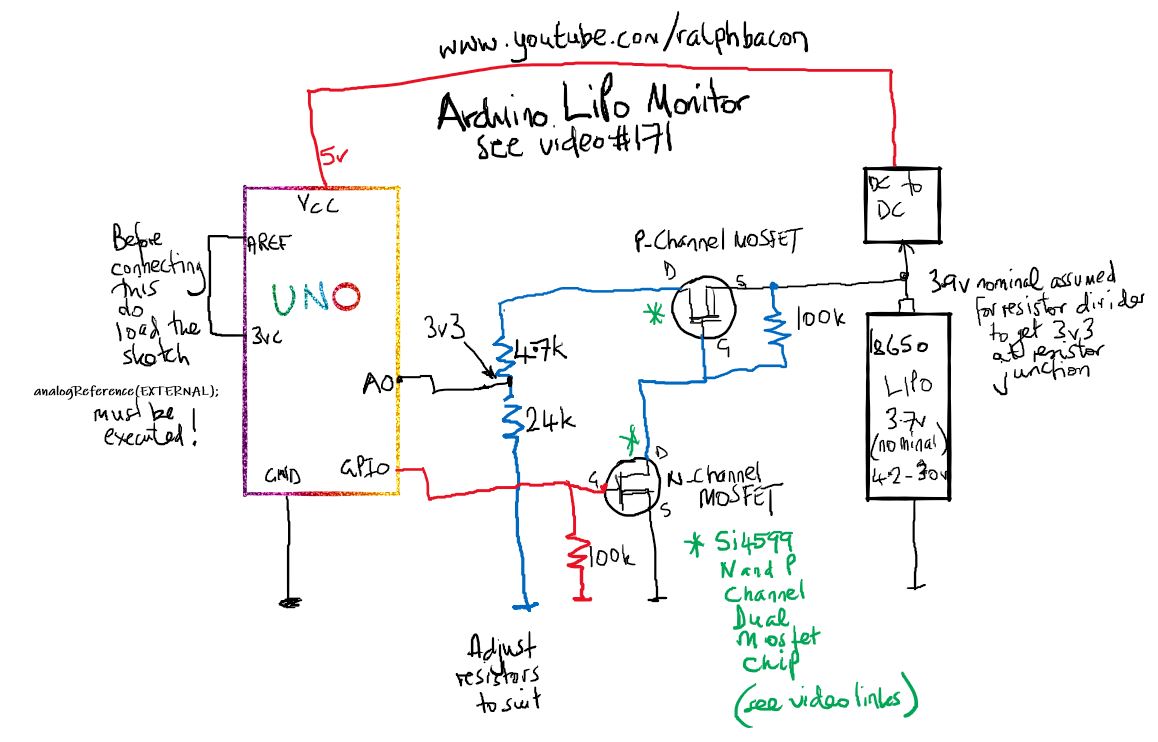 www.youtube.com/ralphbacon
Arduino LiPo Monitor
see video #171
5v
VCC
AREF
UNO
3vc
A0
GPIO
GND
Before
connecting
this
do
load the
sketch
analogReference(EXTERNAL);
must be
executed!
3v3
4.7k
24k
100k
Adjust
resistors
to suit
P-Channel MOSFET
D
S
G
100k
D
G
S
N-Channel
MOSFET
* Si4599
N and P
Channel
Dual
Mosfet
Chip
(see video links)
DC to
DC
3.9v nominal assumed
for resistor divider
to get 3v3
at resistor
junction
18650
LIPO
3.7v
(nominal)
4.2-3.0v